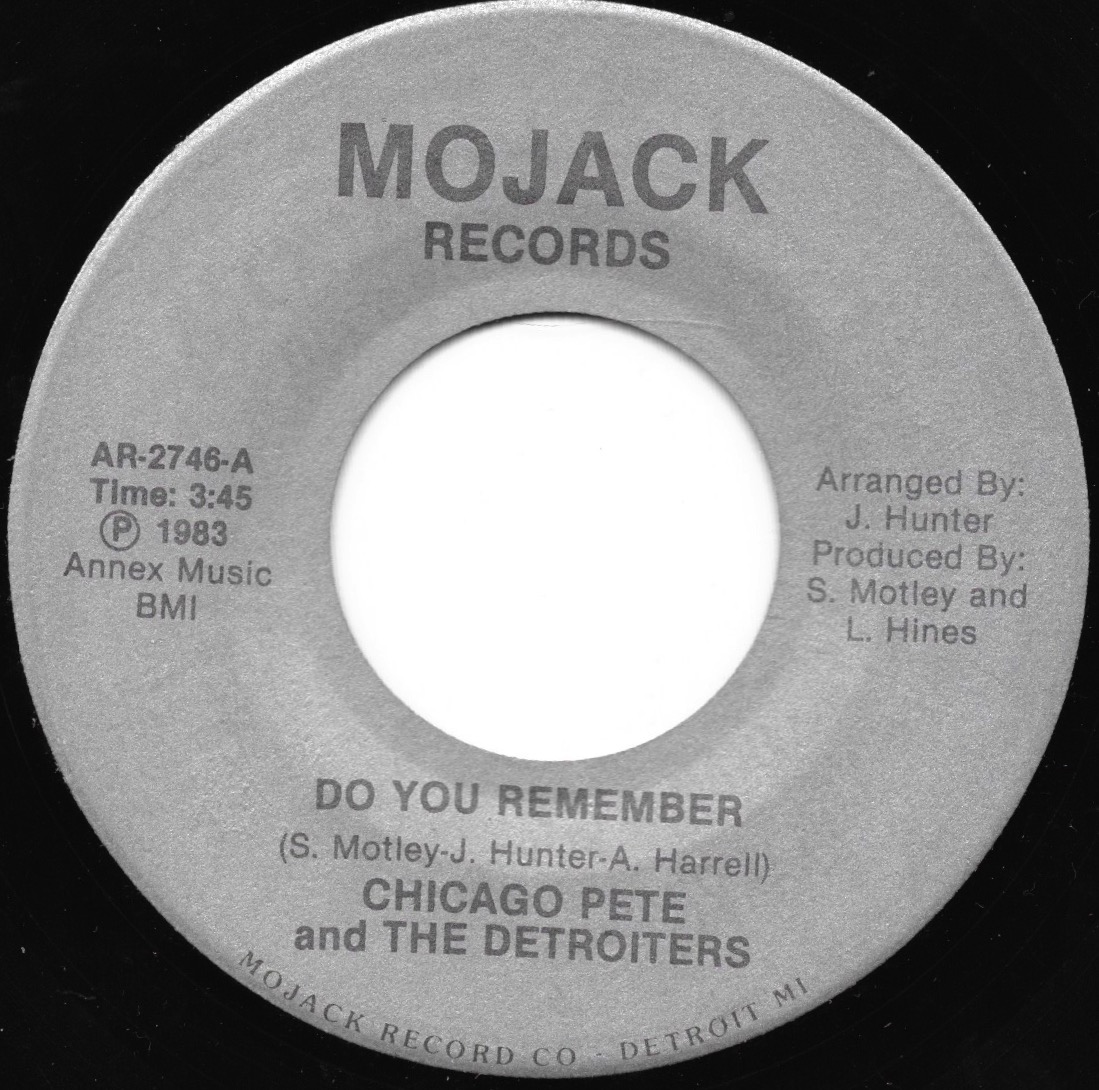 MOJACK
RECORDS
AR-2746-A
Time: 3:45
Ⓟ 1983
Annex Music
BMI
Arranged By:
J. Hunter
Produced By:
S. Motley and
L. Hines
DO YOU REMEMBER
(S. Motley-J. Hunter-A. Harrell)
CHICAGO PETE
and THE DETROITERS
MOJACK RECORD CO - DETROIT MI